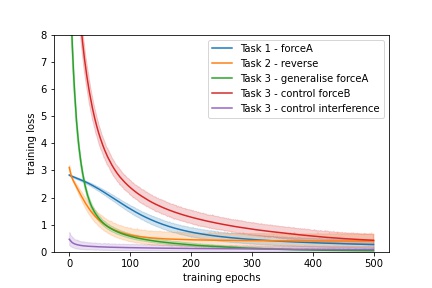 8
7
6
5
4
3
2
1
0
training loss
Task 1 - forceA
Task 2 - reverse
Task 3 - generalise forceA
Task 3 - control forceB
Task 3 - control interference
0 100 200 300 400 500
training epochs